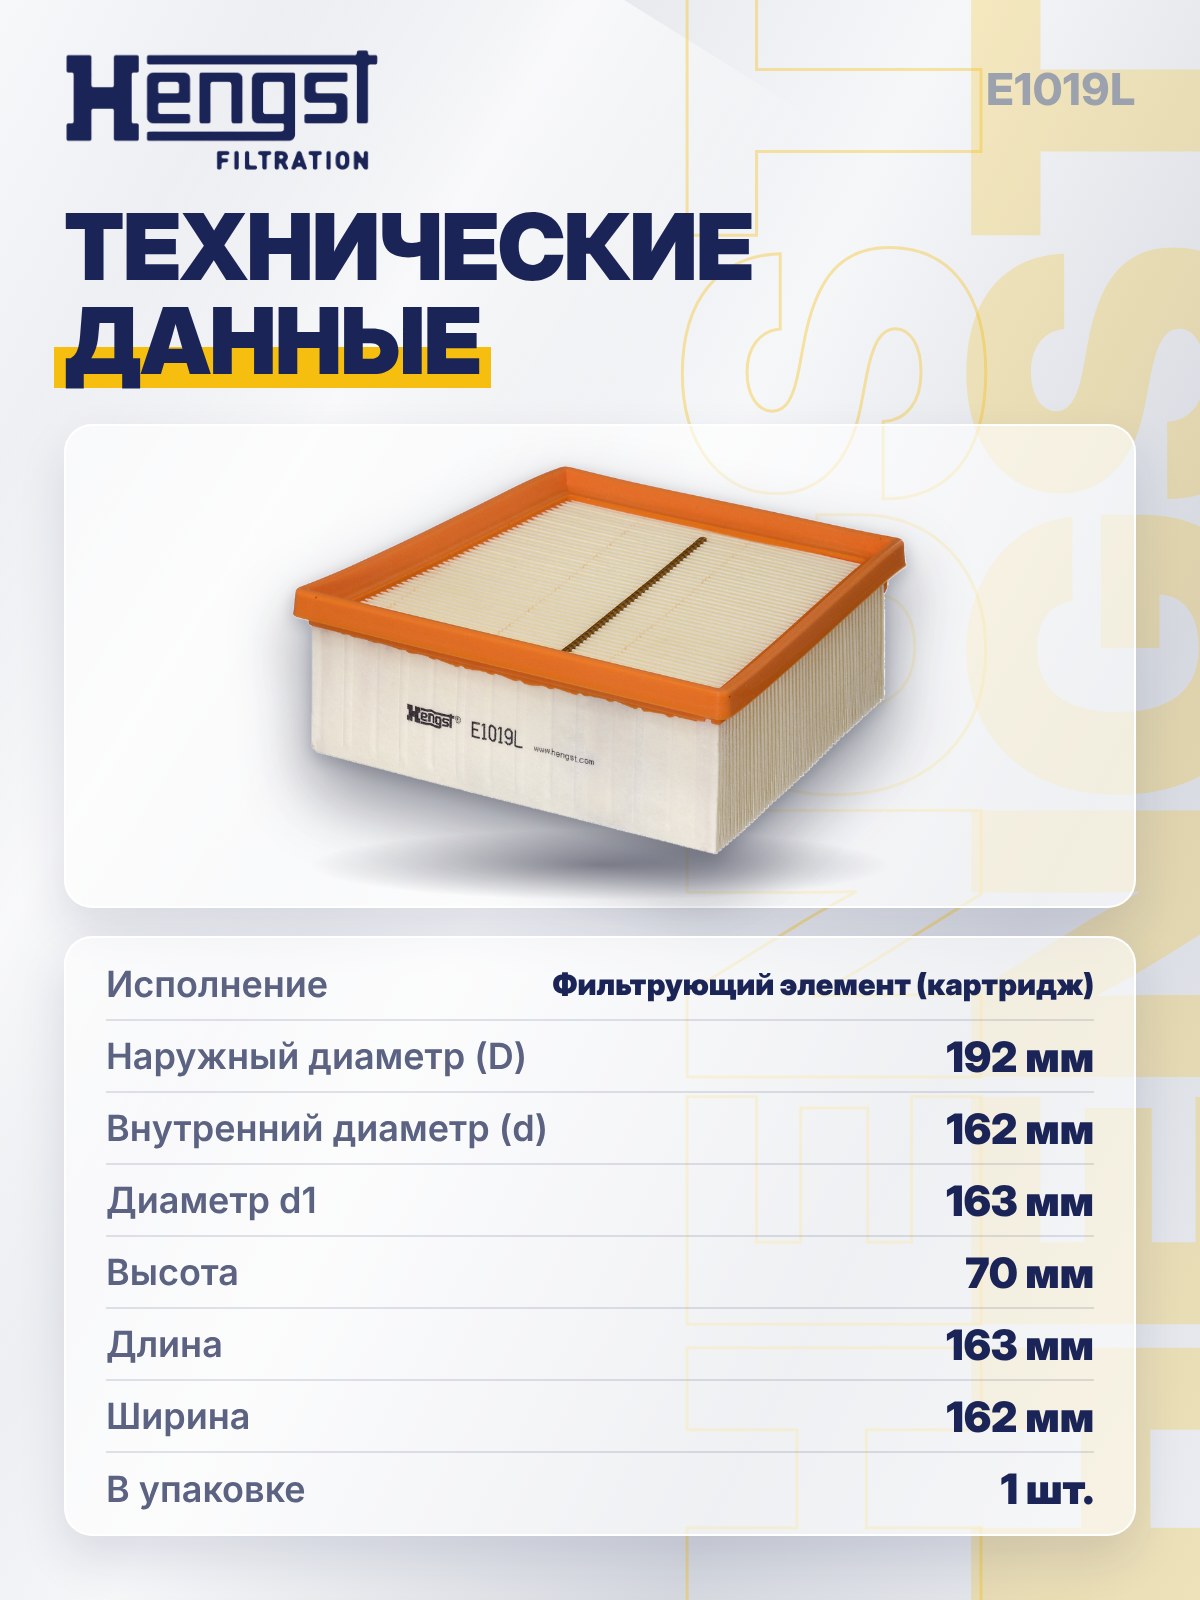 Hengst
FILTRATION
E1019L
ТЕХНИЧЕСКИЕ
ДАННЫЕ
Hengst®
E1019L
www.hengst.com
Исполнение Фильтрующий элемент (картридж)
Наружный диаметр (D) 192 мм
Внутренний диаметр (d) 162 мм
Диаметр d1 163 мм
Высота 70 мм
Длина 163 мм
Ширина 162 мм
В упаковке 1 шт.
HENGST
HENGST